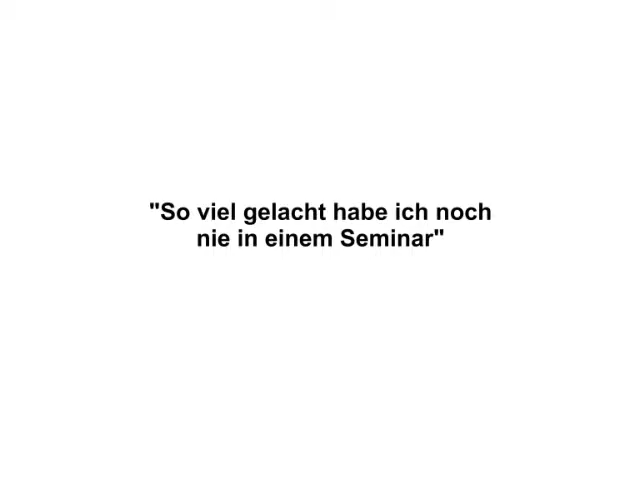 "So viel gelacht habe ich noch
nie in einem Seminar"